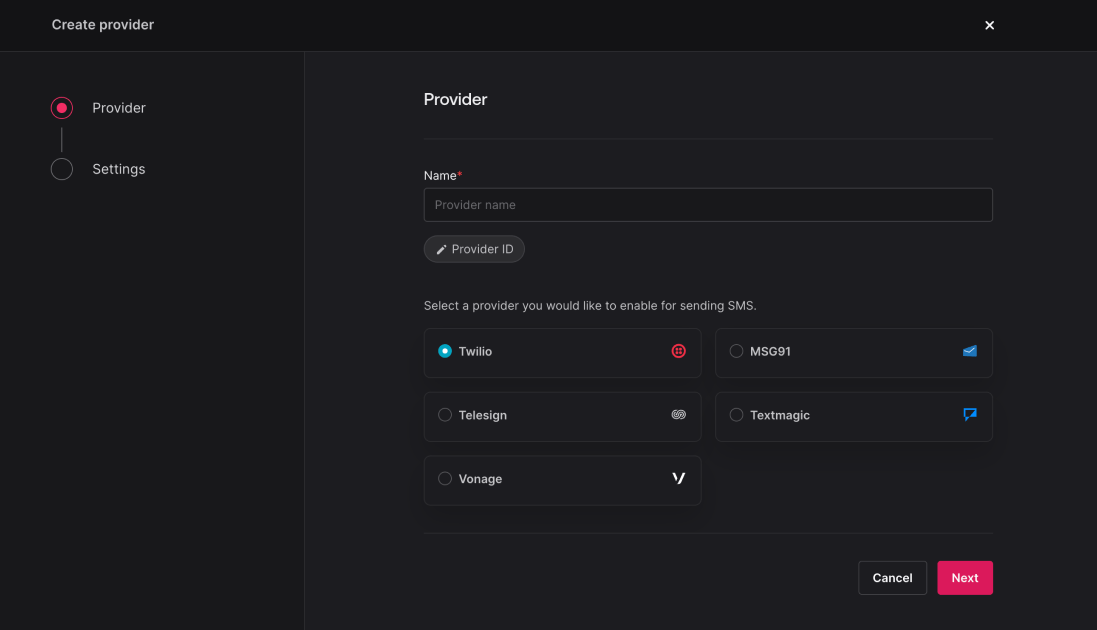 Create provider
Provider
Settings
Provider
Name*
Provider name
Provider ID
Select a provider you would like to enable for sending SMS.
Twilio
MSG91
Telesign
Textmagic
Vonage
Cancel
Next